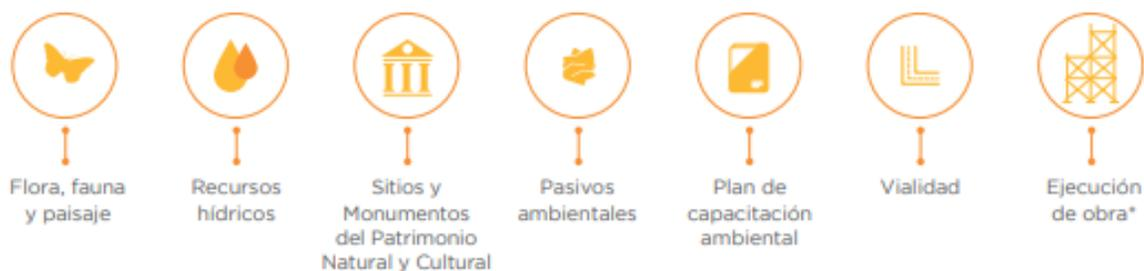 Flora, fauna
y paisaje
Recursos
hídricos
Sitios y
Monumentos
del Patrimonio
Natural y Cultural
Pasivos
ambientales
Plan de
capacitación
ambiental
Vialidad
Ejecución
de obra*